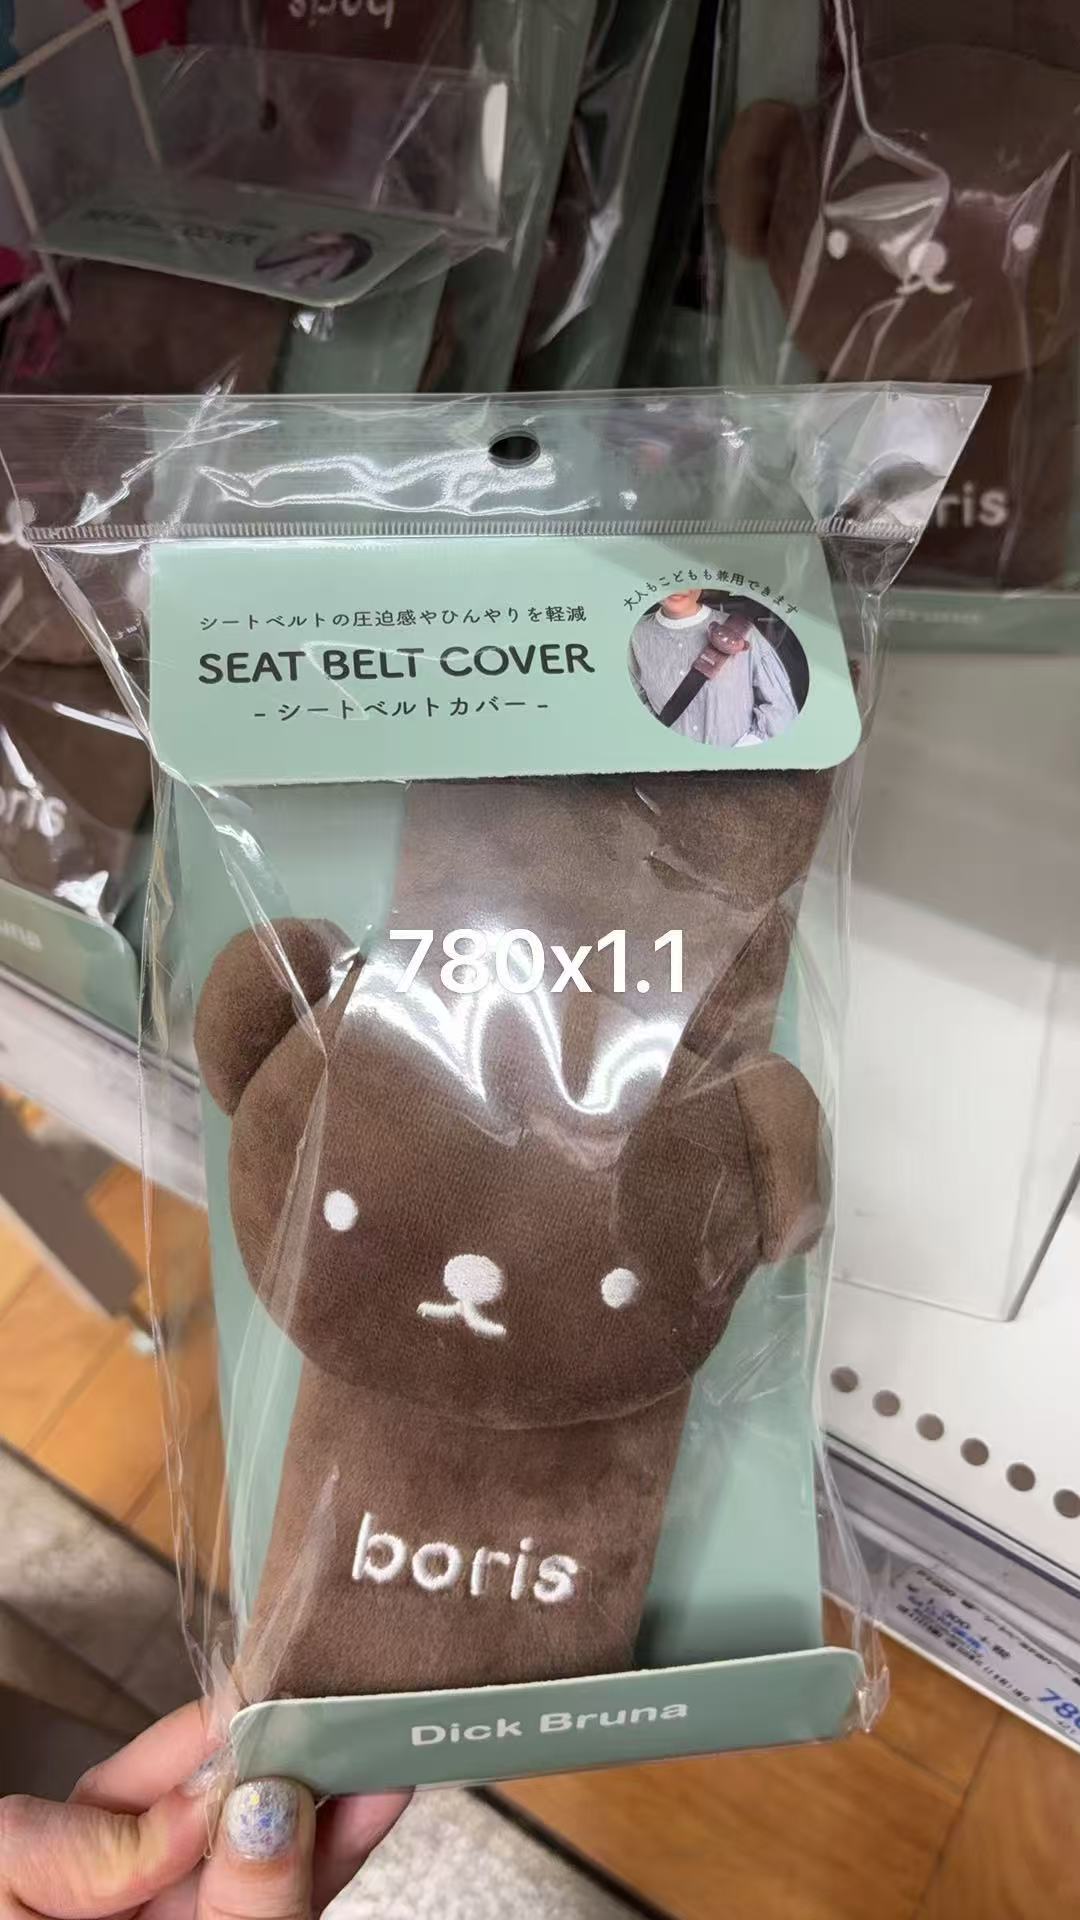 boris
シートベルトの圧迫感やひんやりを軽減
SEAT BELT COVER
- シートベルトカバー -
大人もこどもも兼用できます
780x1.1
boris
Dick Bruna